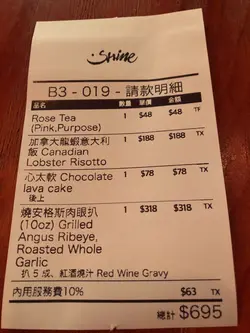 Shine
B3 - 019 - 請款明細
品名 數量 單價 金額
Rose Tea 1 $48 $48 TF
(Pink,Purpose)
加拿大龍蝦意大利 1 $188 $188 TX
飯 Canadian
Lobster Risotto
心太軟 Chocolate 1 $78 $78 TX
lava cake
後上
燒安格斯肉眼扒 1 $318 $318 TX
(10oz) Grilled
Angus Ribeye,
Roasted Whole
Garlic
扒 5 成、紅酒燒汁 Red Wine Gravy
內用服務費10% $63 TX
總計 $695